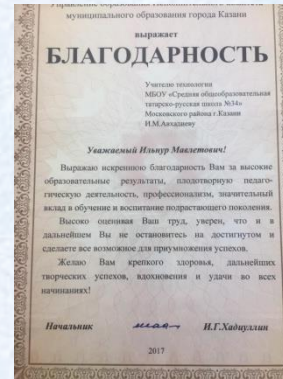 муниципального образования города Казани
выражает
БЛАГОДАРНОСТЬ
Учителю технологии
МБОУ «Средняя общеобразовательная
татарско-русская школа №34»
Московского района г.Казани
И.М.Авхадиеву
Уважаемый Ильнур Мавлетович!
Выражаю искреннюю благодарность Вам за высокие
образовательные результаты, плодотворную педаго-
гическую деятельность, профессионализм, значительный
вклад в обучение и воспитание подрастающего поколения.
Высоко оценивая Ваш труд, уверен, что и в
дальнейшем Вы не остановитесь на достигнутом и
сделаете все возможное для приумножения успехов.
Желаю Вам крепкого здоровья, дальнейших
творческих успехов, вдохновения и удачи во всех
начинаниях!
Начальник И.Г.Хадиуллин
2017